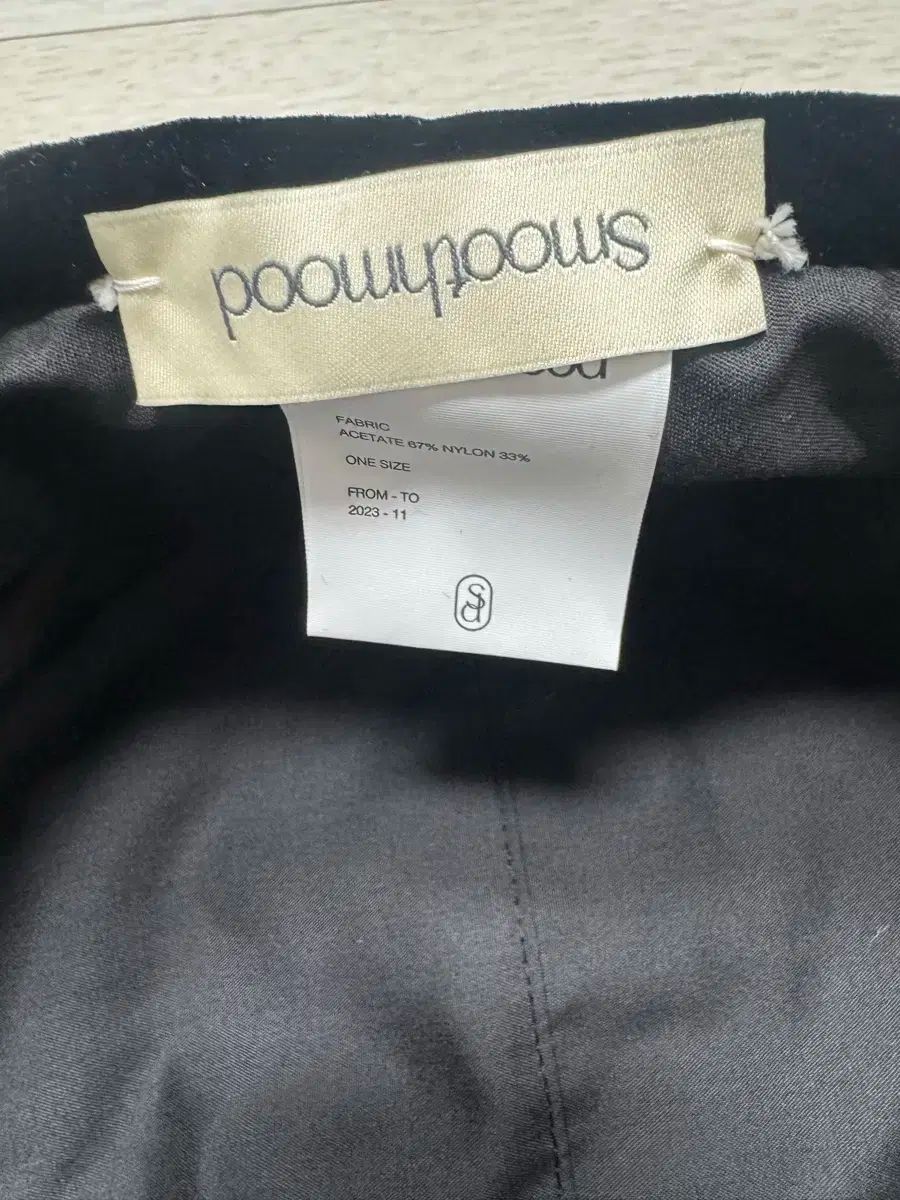 smoothmood
FABRIC
ACETATE 67% NYLON 33%
ONE SIZE
FROM - TO
2023 - 11